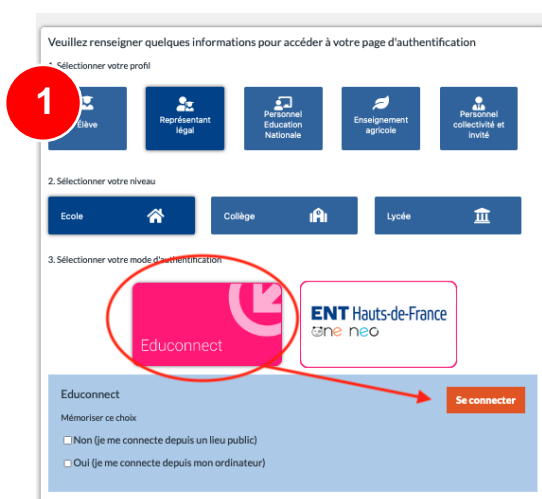 Veuillez renseigner quelques informations pour accéder à votre page d'authentification
1
. Sélectionner votre profil
Élève
Représentant
légal
Personnel
Education
Nationale
Enseignement
agricole
Personnel
collectivité et
invité
2. Sélectionner votre niveau
Ecole
Collège
Lycée
3. Sélectionner votre mode d'authentification
Educonnect
ENT Hauts-de-France
One neo
Educonnect
Se connecter
Mémoriser ce choix
Non (je me connecte depuis un lieu public)
Oui (je me connecte depuis mon ordinateur)